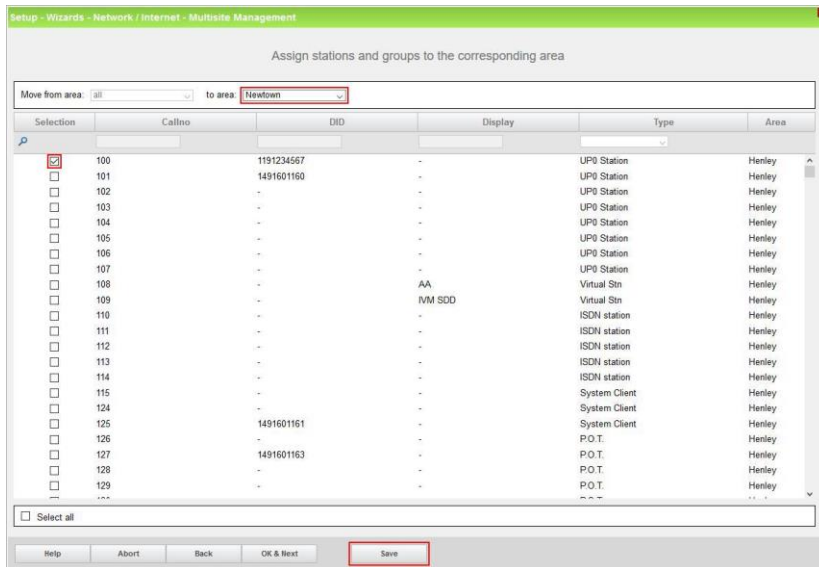 Setup - Wizards - Network / Internet - Multisite Management
Assign stations and groups to the corresponding area
Move from area: all to area: Newtown
Selection Callno DID Display Type Area
100 1191234567 - UP0 Station Henley
101 1491601160 - UP0 Station Henley
102 - - UP0 Station Henley
103 - - UP0 Station Henley
104 - - UP0 Station Henley
105 - - UP0 Station Henley
106 - - UP0 Station Henley
107 - - UP0 Station Henley
108 - AA Virtual Stn Henley
109 - IVM SDD Virtual Stn Henley
110 - - ISDN station Henley
111 - - ISDN station Henley
112 - - ISDN station Henley
113 - - ISDN station Henley
114 - - ISDN station Henley
115 - - System Client Henley
124 - - System Client Henley
125 1491601161 - System Client Henley
126 - - P.O.T. Henley
127 1491601163 - P.O.T. Henley
128 - - P.O.T. Henley
129 - - P.O.T. Henley
Select all
Help Abort Back OK & Next Save